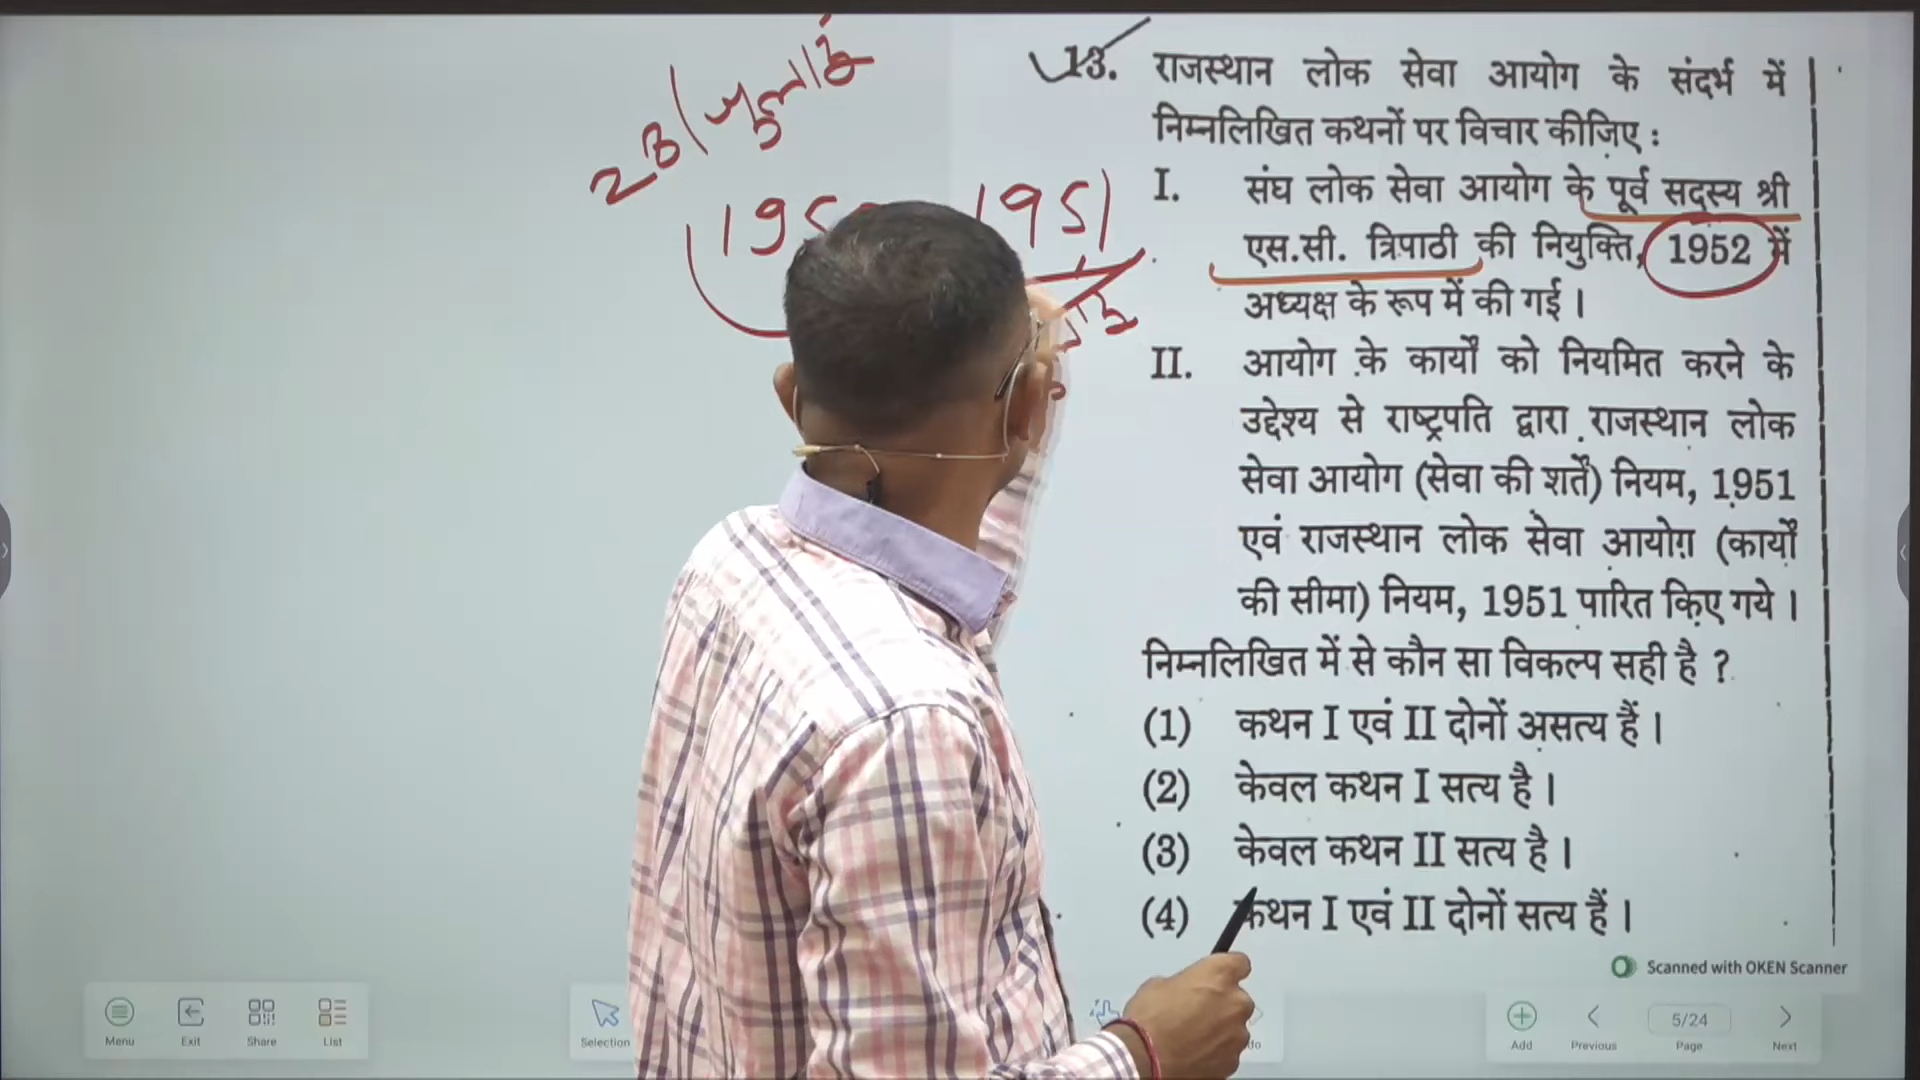 28 जुलाई
1951
13. राजस्थान लोक सेवा आयोग के संदर्भ में
निम्नलिखित कथनों पर विचार कीजिए :
I. संघ लोक सेवा आयोग के पूर्व सदस्य श्री
एस.सी. त्रिपाठी की नियुक्ति, 1952 में
अध्यक्ष के रूप में की गई ।
II. आयोग के कार्यों को नियमित करने के
उद्देश्य से राष्ट्रपति द्वारा राजस्थान लोक
सेवा आयोग (सेवा की शर्तें) नियम, 1951
एवं राजस्थान लोक सेवा आयोग (कार्यों
की सीमा) नियम, 1951 पारित किए गये ।
निम्नलिखित में से कौन सा विकल्प सही है ?
(1) कथन I एवं II दोनों असत्य हैं ।
(2) केवल कथन I सत्य है ।
(3) केवल कथन II सत्य है ।
(4) कथन I एवं II दोनों सत्य हैं ।
Scanned with OKEN Scanner
Menu Exit Share List Selection Add Previous 5/24 Page Next